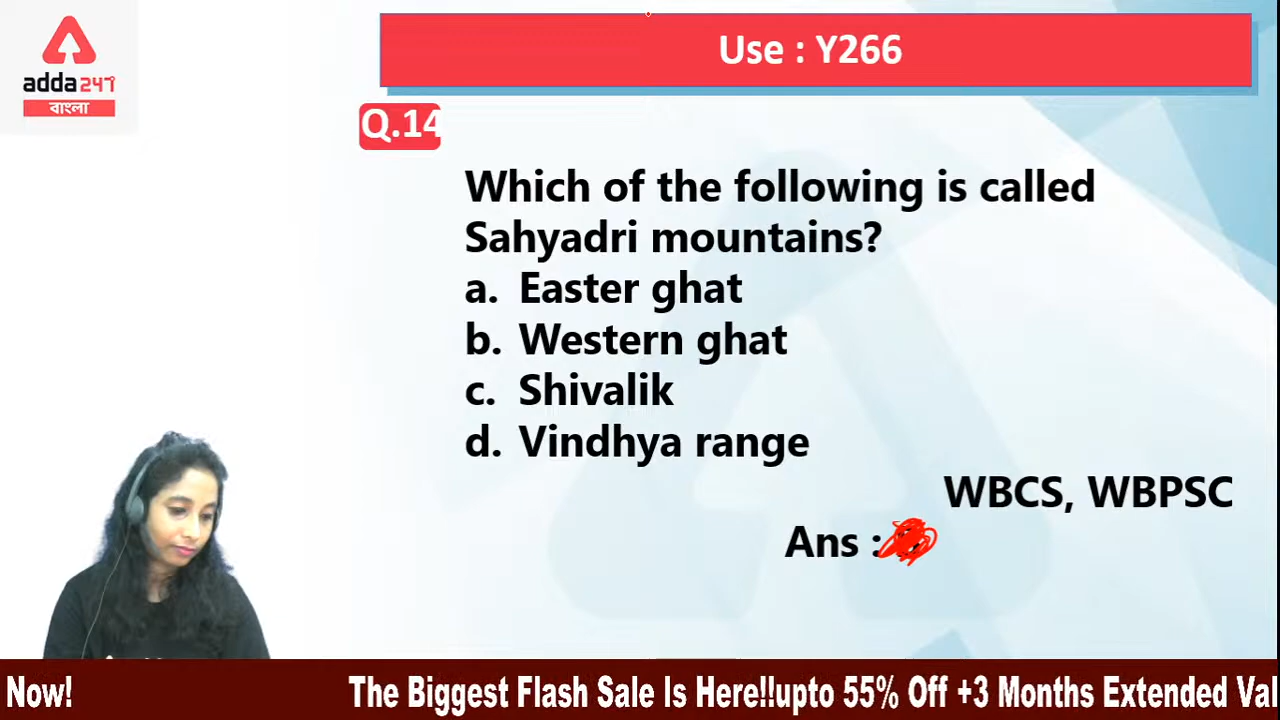 adda247
বাংলা
Use : Y266
Q.14
Which of the following is called
Sahyadri mountains?
a. Easter ghat
b. Western ghat
c. Shivalik
d. Vindhya range
WBCS, WBPSC
Ans :
Now! The Biggest Flash Sale Is Here!!upto 55% Off +3 Months Extended Val